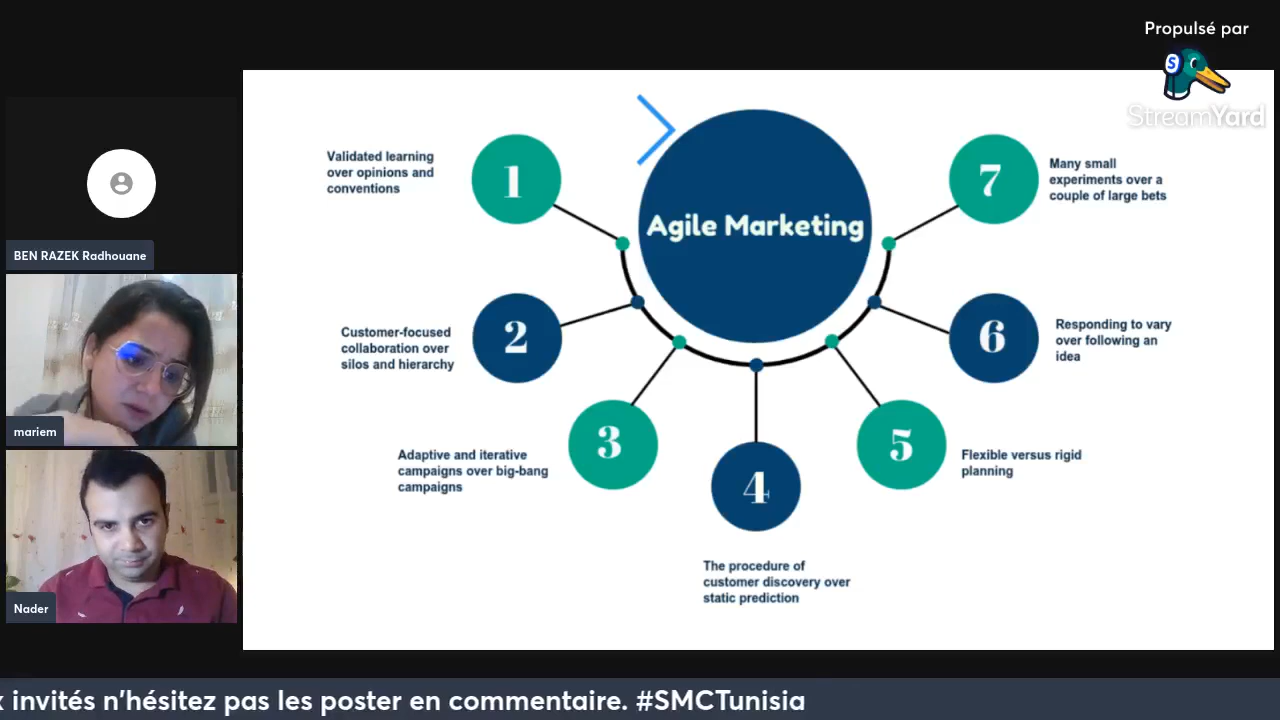 Propulsé par
StreamYard
BEN RAZEK Radhouane
mariem
Nader
Agile Marketing
1
Validated learning
over opinions and
conventions
2
Customer-focused
collaboration over
silos and hierarchy
3
Adaptive and iterative
campaigns over big-bang
campaigns
4
The procedure of
customer discovery over
static prediction
5
Flexible versus rigid
planning
6
Responding to vary
over following an
idea
7
Many small
experiments over a
couple of large bets
invités n'hésitez pas les poster en commentaire. #SMCTunisia